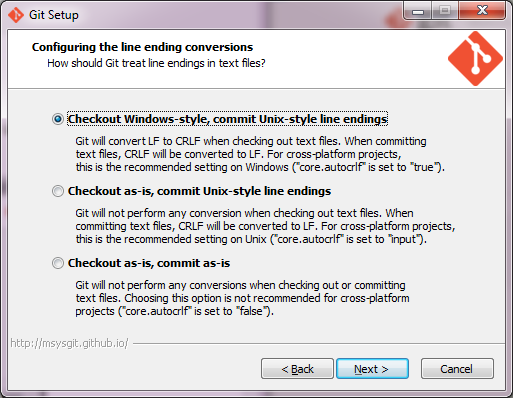 Git Setup
Configuring the line ending conversions
How should Git treat line endings in text files?
Checkout Windows-style, commit Unix-style line endings
Git will convert LF to CRLF when checking out text files. When committing
text files, CRLF will be converted to LF. For cross-platform projects,
this is the recommended setting on Windows ("core.autocrlf" is set to "true").
Checkout as-is, commit Unix-style line endings
Git will not perform any conversion when checking out text files. When
committing text files, CRLF will be converted to LF. For cross-platform projects,
this is the recommended setting on Unix ("core.autocrlf" is set to "input").
Checkout as-is, commit as-is
Git will not perform any conversions when checking out or committing
text files. Choosing this option is not recommended for cross-platform
projects ("core.autocrlf" is set to "false").
http://msysgit.github.io/
< Back Next > Cancel